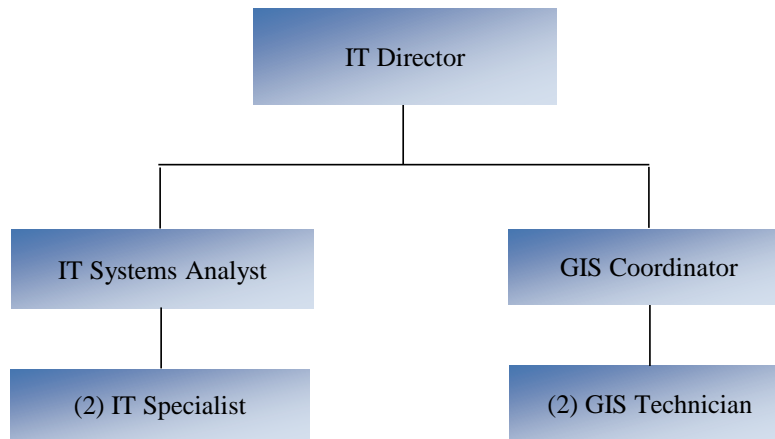 IT Director
IT Systems Analyst
GIS Coordinator
(2) IT Specialist
(2) GIS Technician